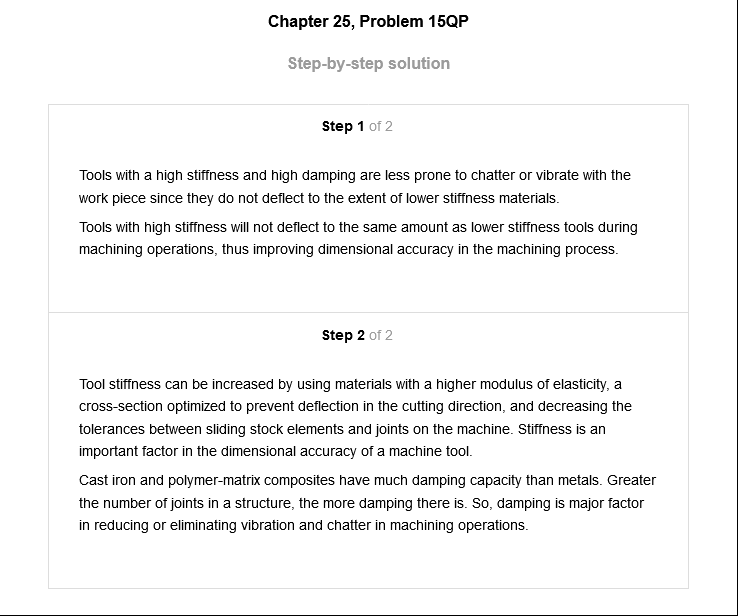 Chapter 25, Problem 15QP
Step-by-step solution
Step 1 of 2
Tools with a high stiffness and high damping are less prone to chatter or vibrate with the
work piece since they do not deflect to the extent of lower stiffness materials.
Tools with high stiffness will not deflect to the same amount as lower stiffness tools during
machining operations, thus improving dimensional accuracy in the machining process.
Step 2 of 2
Tool stiffness can be increased by using materials with a higher modulus of elasticity, a
cross-section optimized to prevent deflection in the cutting direction, and decreasing the
tolerances between sliding stock elements and joints on the machine. Stiffness is an
important factor in the dimensional accuracy of a machine tool.
Cast iron and polymer-matrix composites have much damping capacity than metals. Greater
the number of joints in a structure, the more damping there is. So, damping is major factor
in reducing or eliminating vibration and chatter in machining operations.